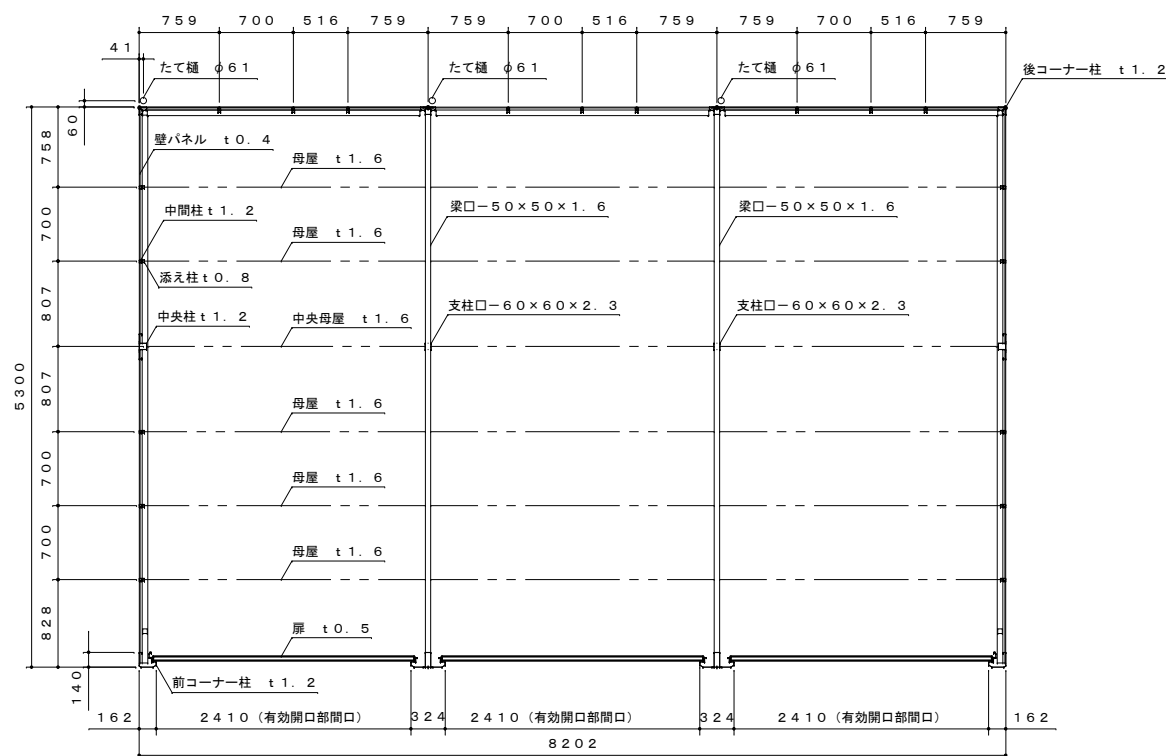 759 700 516 759 759 700 516 759 759 700 516 759
41
たて樋 φ61 たて樋 φ61 たて樋 φ61
後コーナー柱 t1.2
60
758
壁パネル t0.4
母屋 t1.6
中間柱t1.2
梁口－50×50×1.6 梁口－50×50×1.6
700
母屋 t1.6
添え柱t0.8
807
中央柱t1.2
中央母屋 t1.6
支柱口－60×60×2.3 支柱口－60×60×2.3
5300
807
母屋 t1.6
700
母屋 t1.6
700
母屋 t1.6
828
扉 t0.5
140
前コーナー柱 t1.2
162 2410（有効開口部間口） 324 2410（有効開口部間口） 324 2410（有効開口部間口） 162
8202